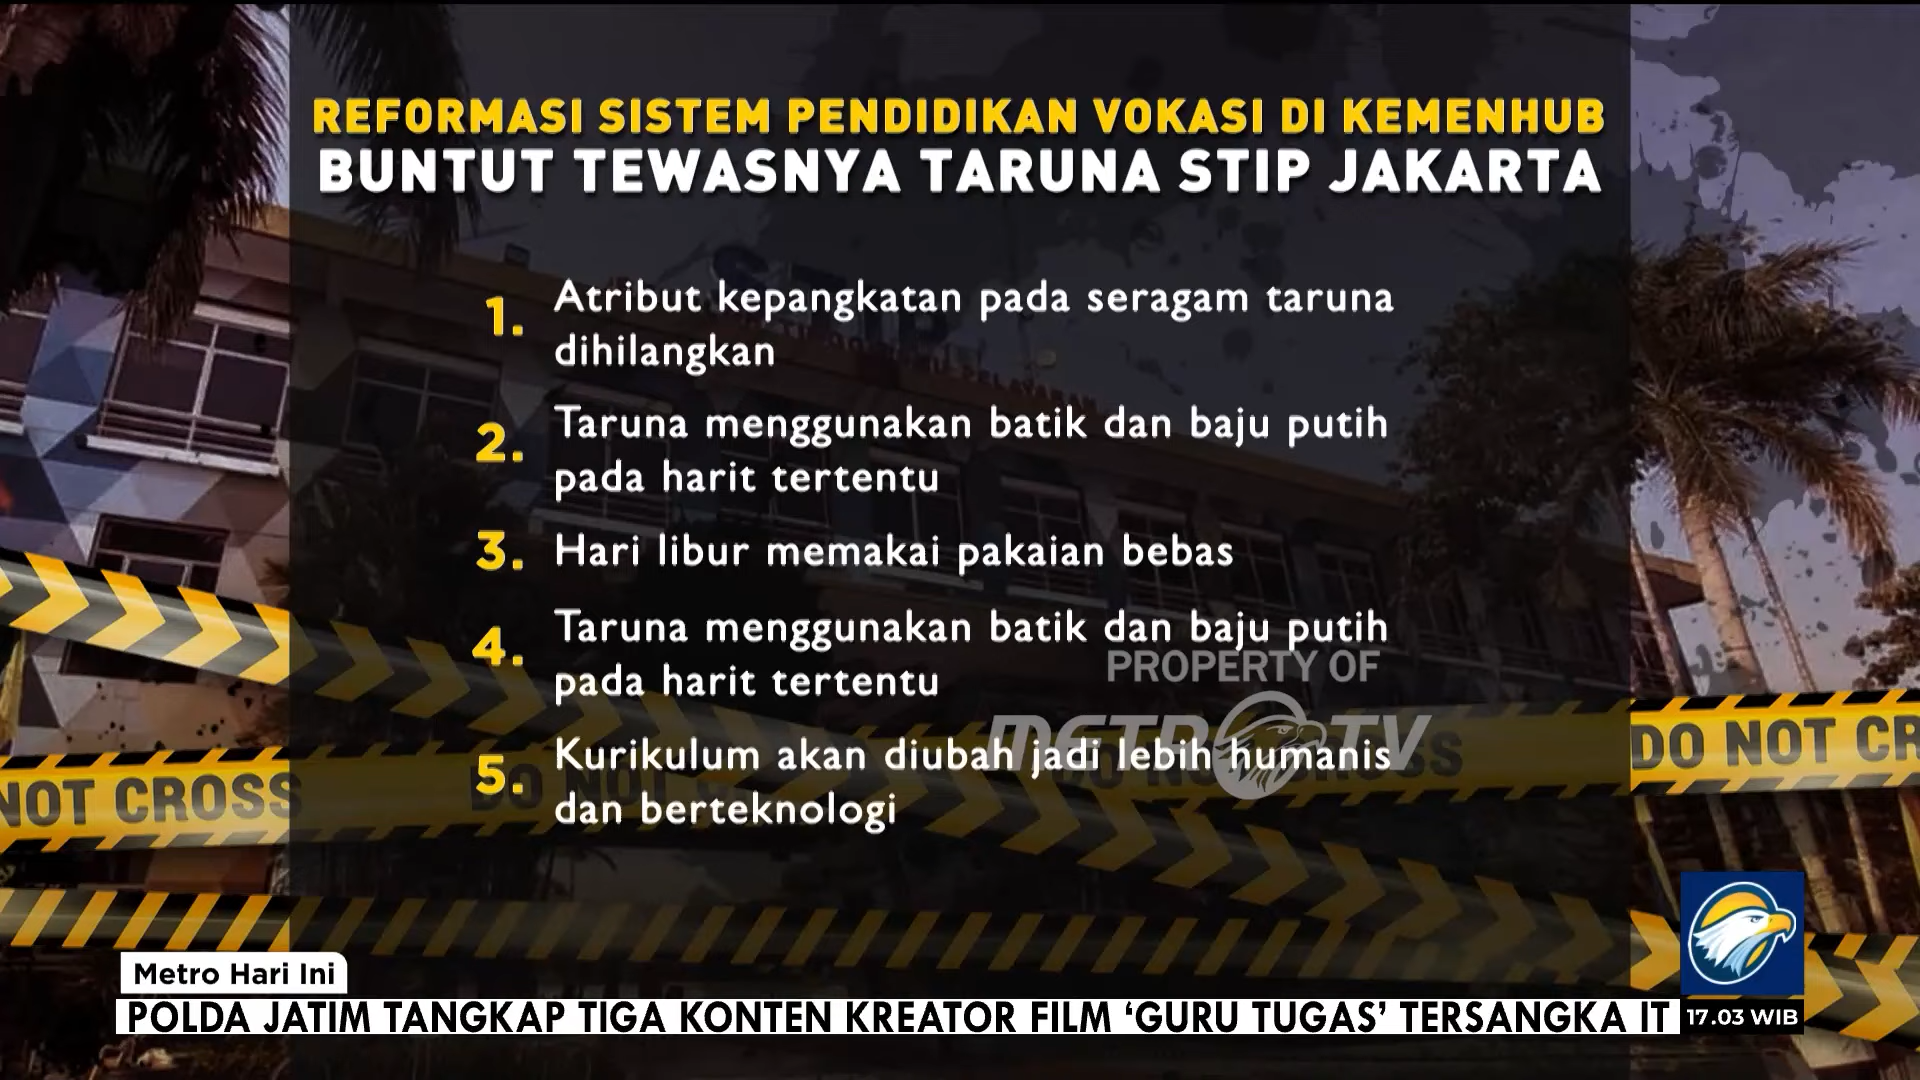 REFORMASI SISTEM PENDIDIKAN VOKASI DI KEMENHUB
BUNTUT TEWASNYA TARUNA STIP JAKARTA
1. Atribut kepangkatan pada seragam taruna
dihilangkan
2. Taruna menggunakan batik dan baju putih
pada harit tertentu
3. Hari libur memakai pakaian bebas
4. Taruna menggunakan batik dan baju putih
pada harit tertentu
PROPERTY OF
METRO TV
5. Kurikulum akan diubah jadi lebih humanis
dan berteknologi
DO NOT CR
NOT CROSS
Metro Hari Ini
POLDA JATIM TANGKAP TIGA KONTEN KREATOR FILM ‘GURU TUGAS’ TERSANGKA IT
17.03 WIB